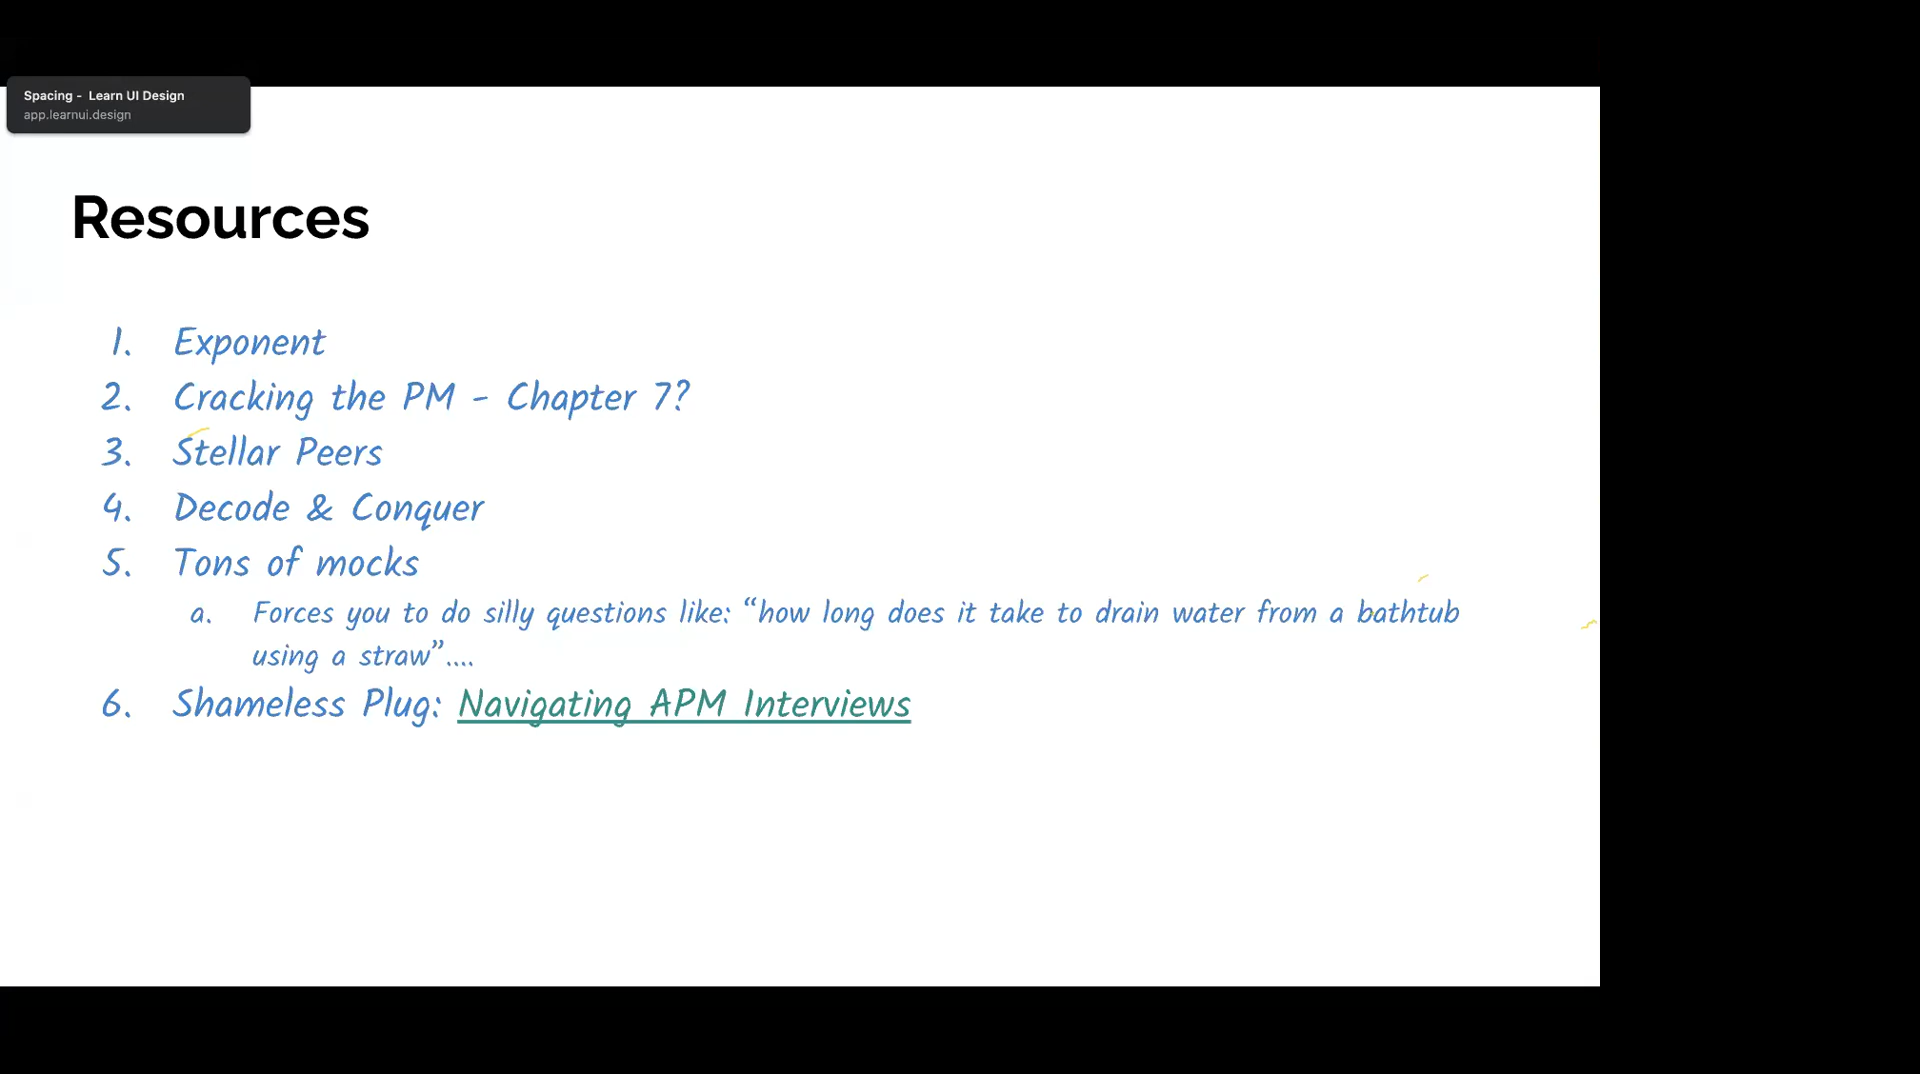 Spacing - Learn UI Design
app.learnui.design
Resources
1. Exponent
2. Cracking the PM - Chapter 7?
3. Stellar Peers
4. Decode & Conquer
5. Tons of mocks
a. Forces you to do silly questions like: “how long does it take to drain water from a bathtub
using a straw”....
6. Shameless Plug: Navigating APM Interviews